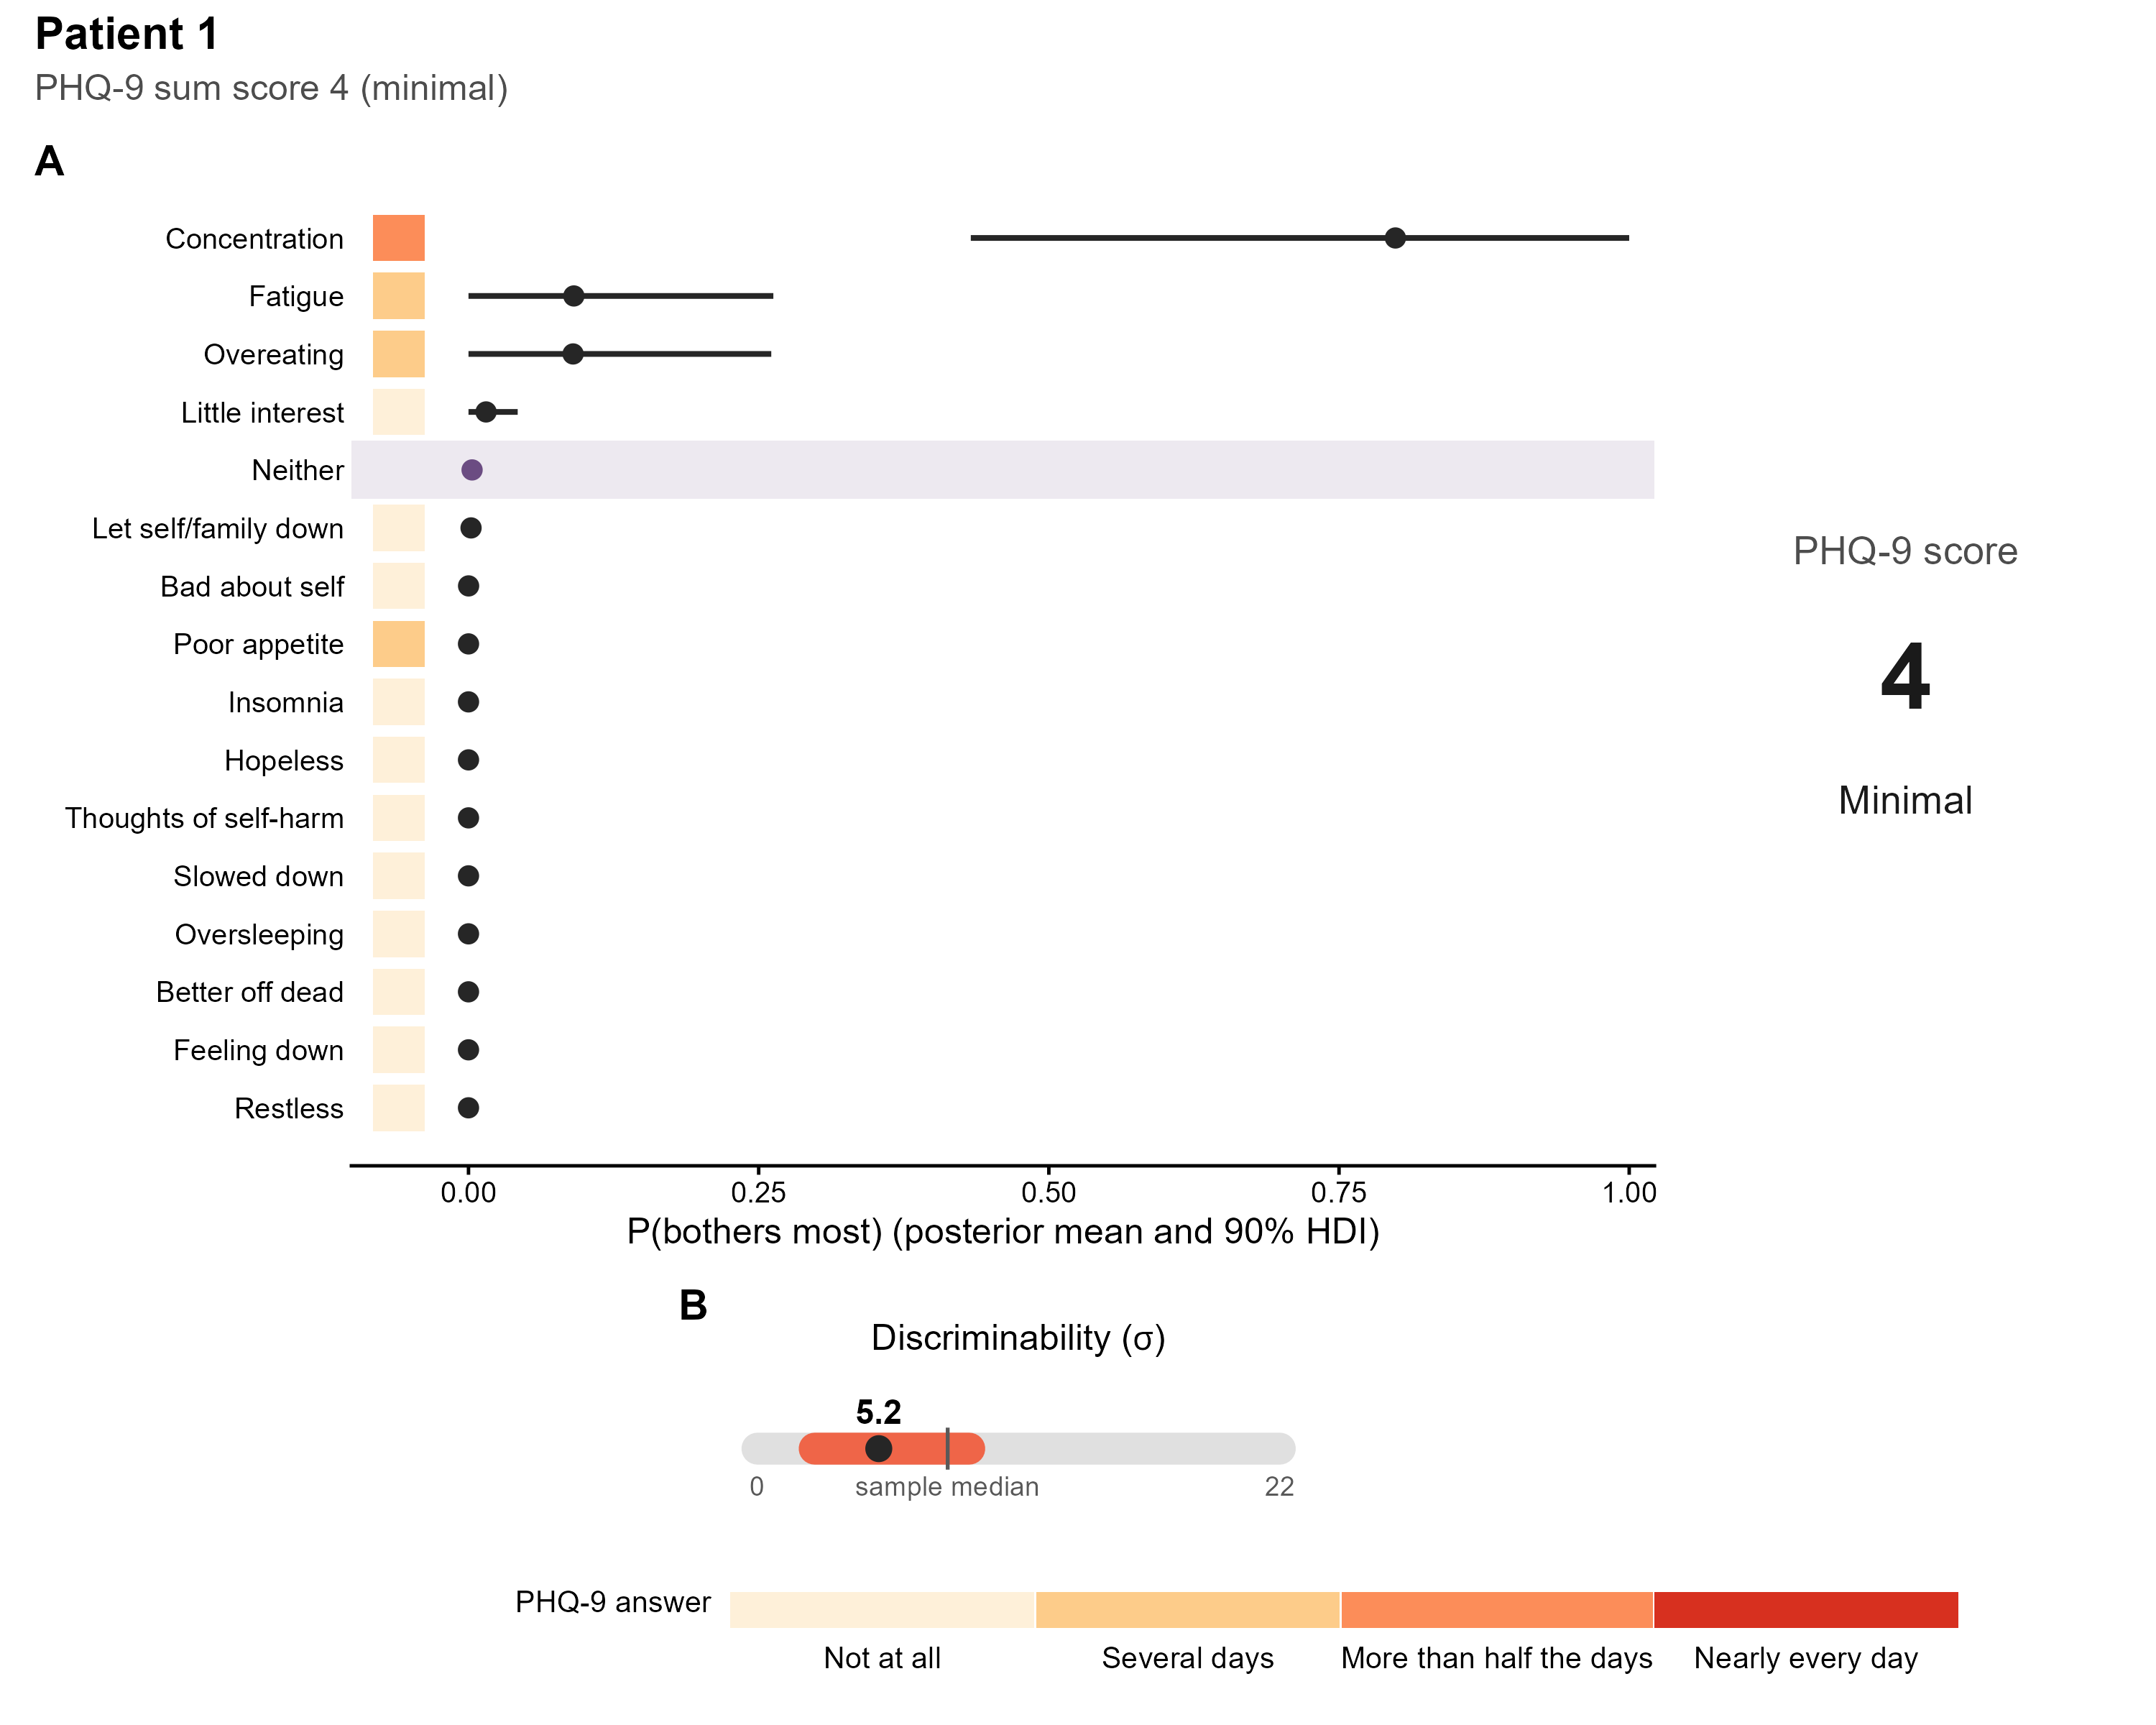 Patient 1
PHQ-9 sum score 4 (minimal)
A
Concentration
Fatigue
Overeating
Little interest
Neither
Let self/family down
Bad about self
Poor appetite
Insomnia
Hopeless
Thoughts of self-harm
Slowed down
Oversleeping
Better off dead
Feeling down
Restless
0.00 0.25 0.50 0.75 1.00
P(bothers most) (posterior mean and 90% HDI)
PHQ-9 score
4
Minimal
B
Discriminability (σ)
5.2
0 sample median 22
PHQ-9 answer
Not at all Several days More than half the days Nearly every day